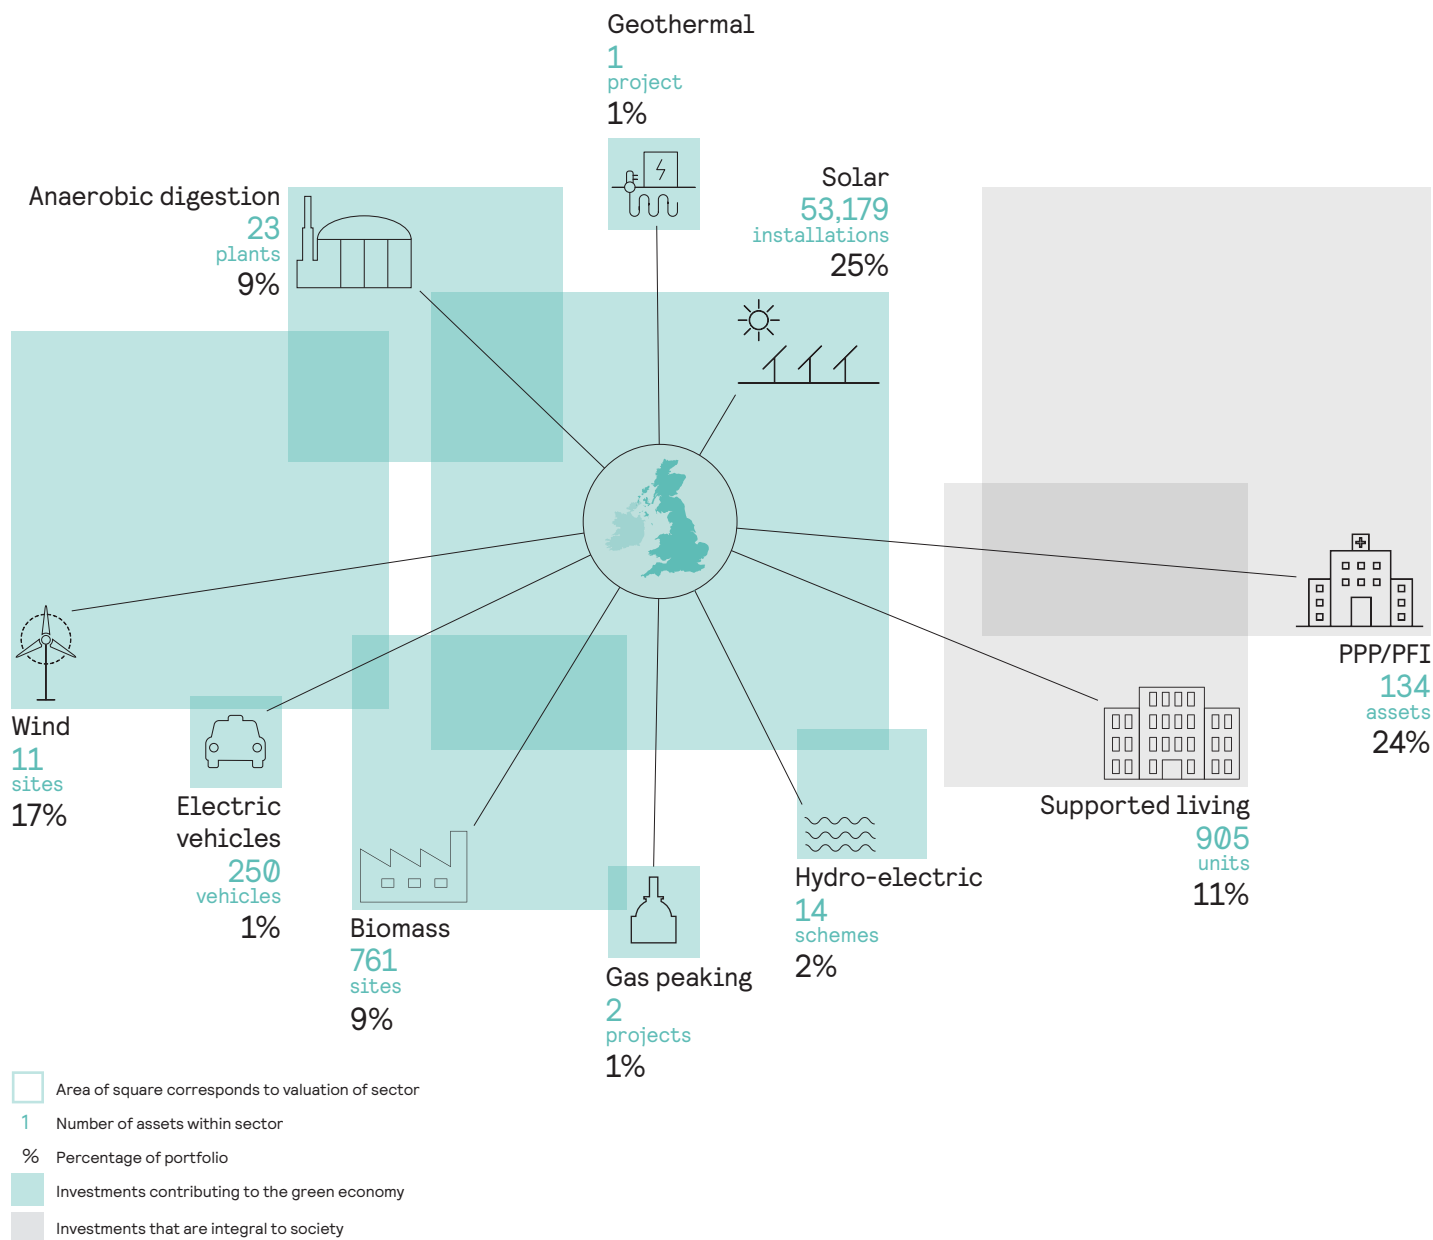 Geothermal
1
project
1%
Solar
53,179
installations
25%
Anaerobic digestion
23
plants
9%
PPP/PFI
134
assets
24%
Wind
11
sites
17%
Electric
vehicles
250
vehicles
1%
Supported living
905
units
11%
Hydro-electric
14
schemes
2%
Biomass
761
sites
9%
Gas peaking
2
projects
1%
Area of square corresponds to valuation of sector
1 Number of assets within sector
% Percentage of portfolio
Investments contributing to the green economy
Investments that are integral to society